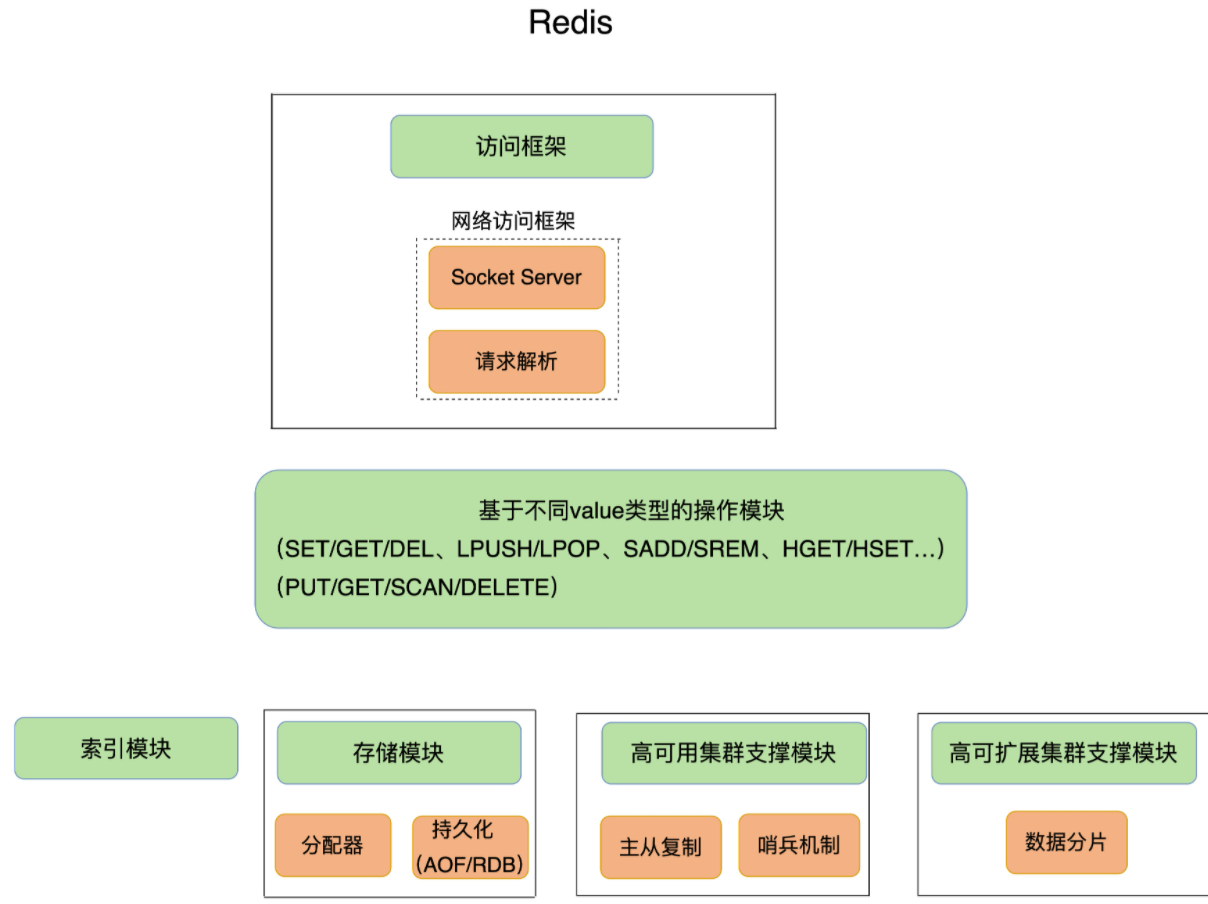 Redis
访问框架
网络访问框架
Socket Server
请求解析
基于不同value类型的操作模块
（SET/GET/DEL、LPUSH/LPOP、SADD/SREM、HGET/HSET…）
（PUT/GET/SCAN/DELETE）
索引模块
存储模块
分配器
持久化
（AOF/RDB）
高可用集群支撑模块
主从复制
哨兵机制
高可扩展集群支撑模块
数据分片